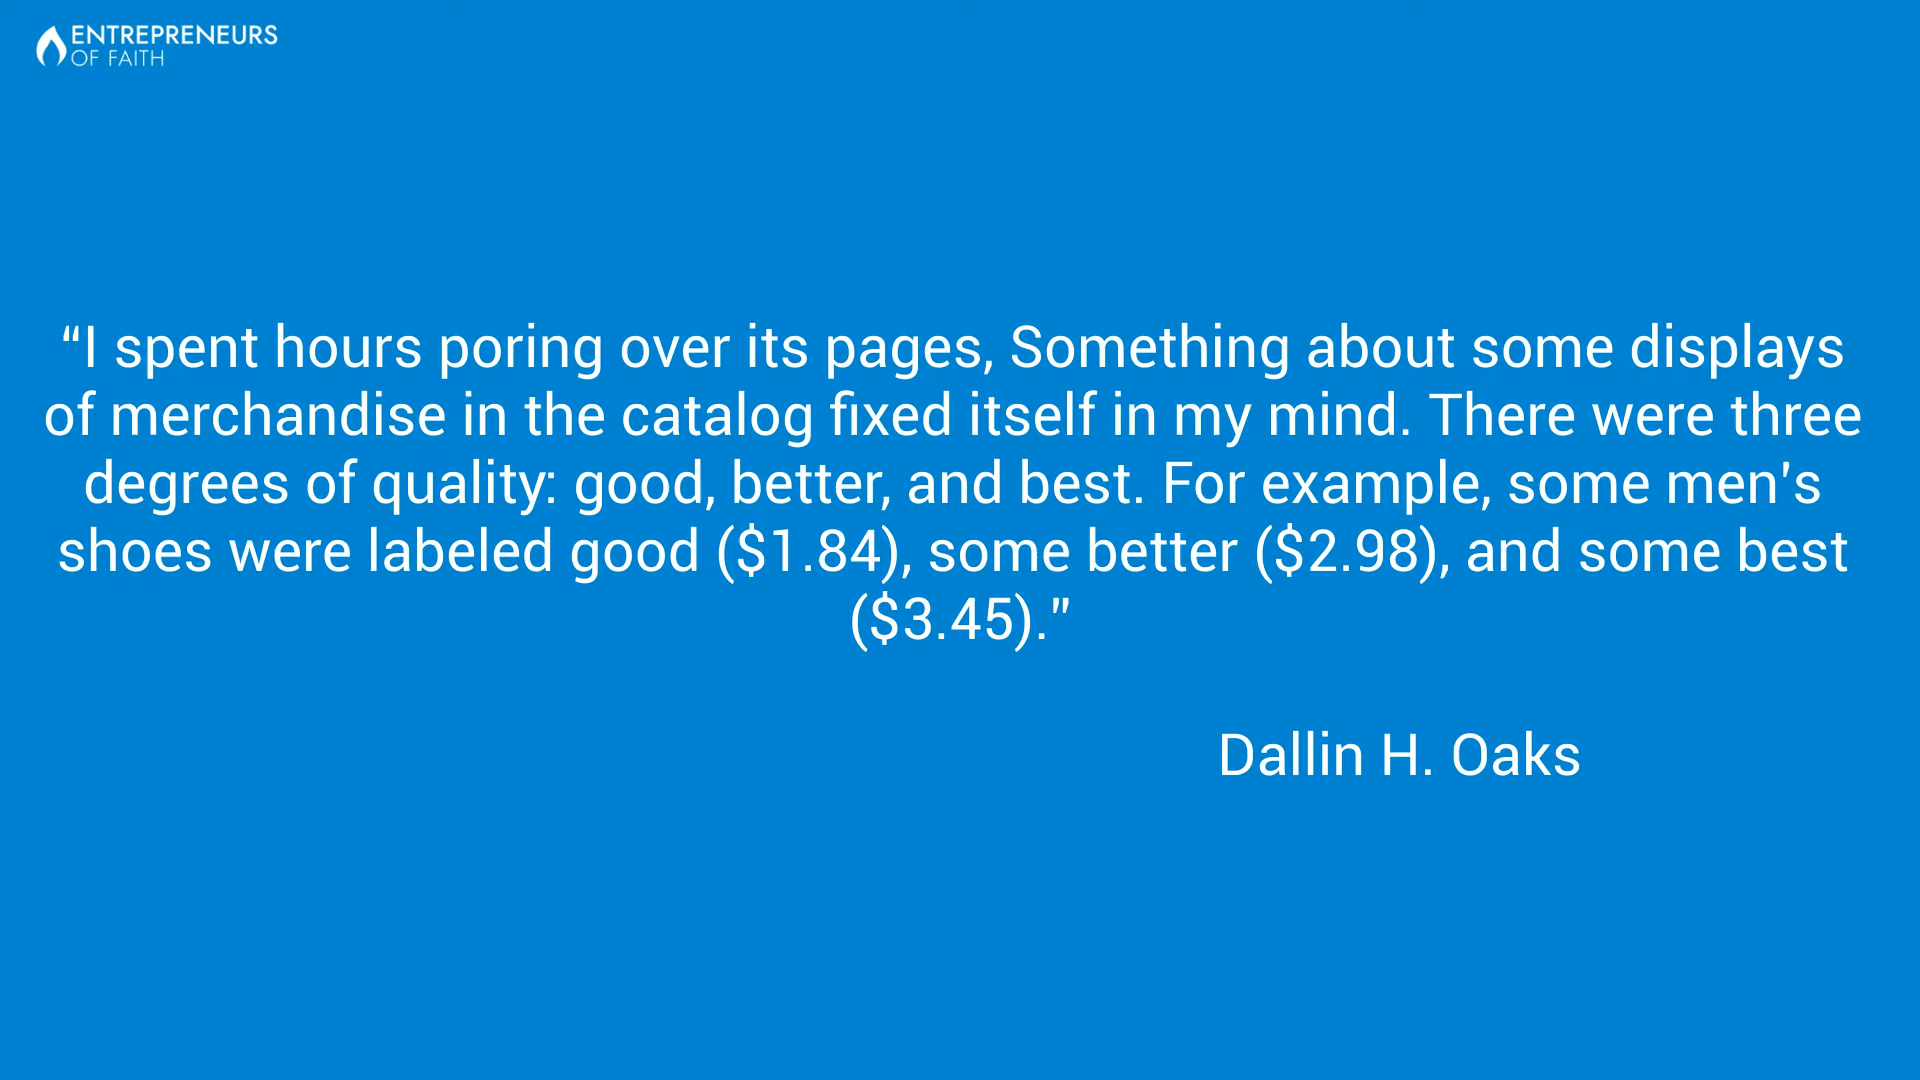 ENTREPRENEURS
OF FAITH
“I spent hours poring over its pages, Something about some displays
of merchandise in the catalog fixed itself in my mind. There were three
degrees of quality: good, better, and best. For example, some men's
shoes were labeled good ($1.84), some better ($2.98), and some best
($3.45).”
Dallin H. Oaks